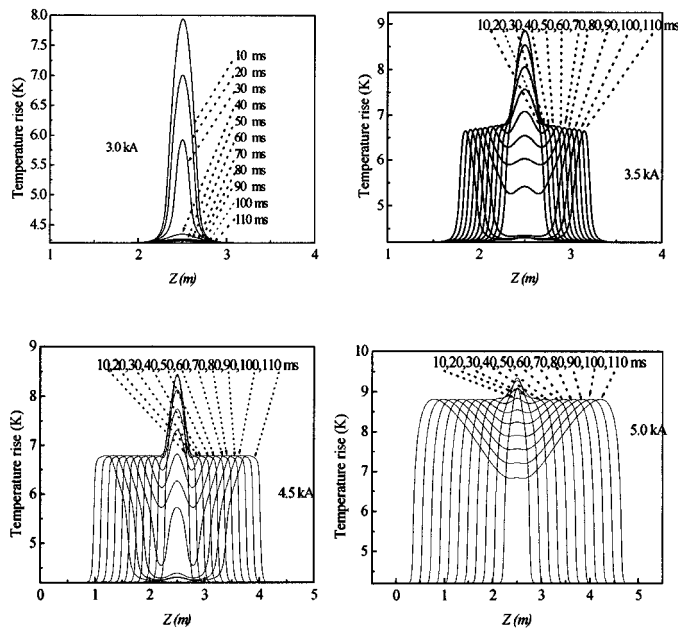 8.0
7.5
7.0
6.5
6.0
5.5
5.0
4.5
Temperature rise (K)
3.0 kA
10 ms
20 ms
30 ms
40 ms
50 ms
60 ms
70 ms
80 ms
90 ms
100 ms
110 ms
1 2 3 4
Z (m)
10,20,30,40,50,60,70,80,90,100,110 ms
9
8
7
6
5
Temperature rise (K)
3.5 kA
1 2 3 4
Z (m)
9
8
7
6
5
Temperature rise (K)
10,20,30,40,50,60,70,80,90,100,110 ms
4.5 kA
0 1 2 3 4 5
Z (m)
10
9
8
7
6
5
Temperature rise (K)
10,20,30,40,50,60,70,80,90,100,110 ms
5.0 kA
0 1 2 3 4 5
Z (m)